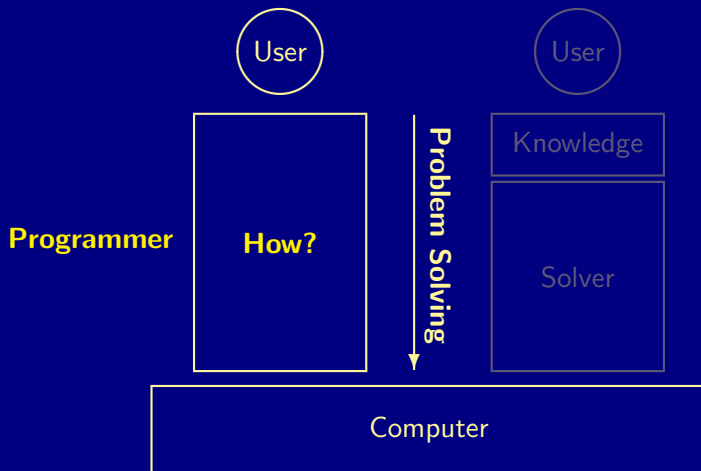 User
User
Knowledge
Problem Solving
Programmer
How?
Solver
Computer